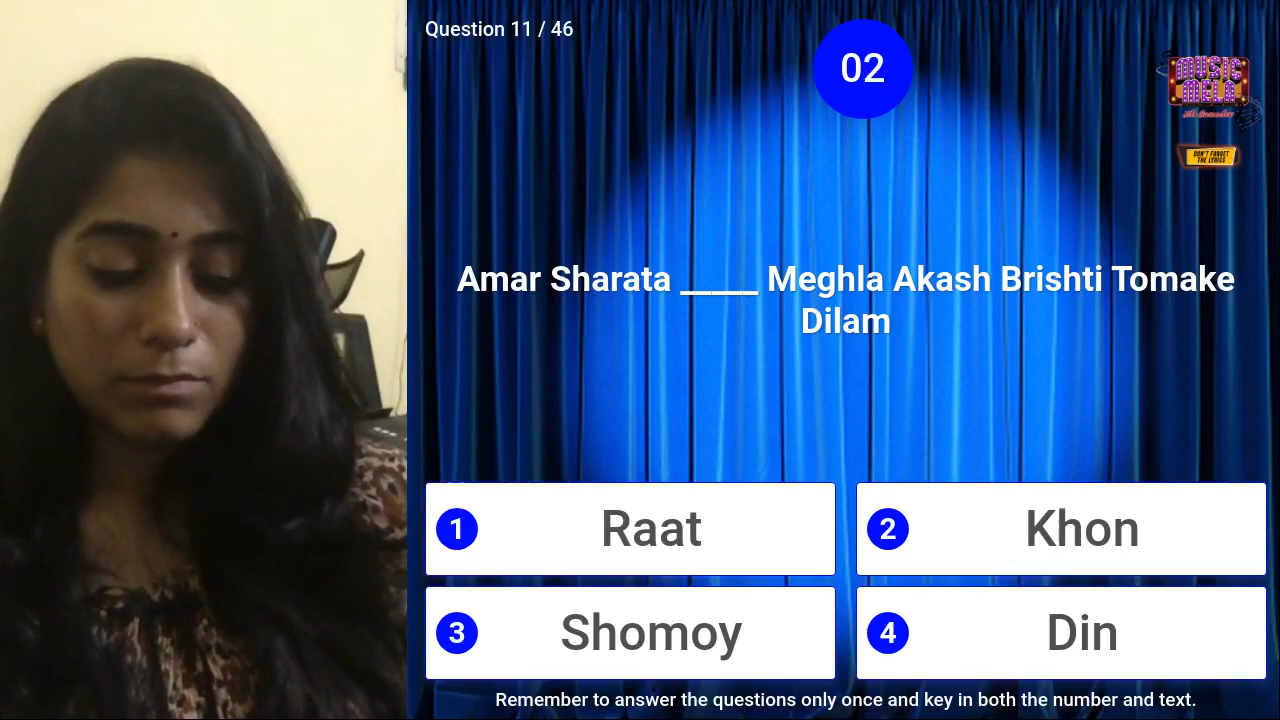 Question 11 / 46
02
MUSIC
MELA
DON'T FORGET
THE LYRICS
Amar Sharata _____ Meghla Akash Brishti Tomake
Dilam
1 Raat
2 Khon
3 Shomoy
4 Din
Remember to answer the questions only once and key in both the number and text.